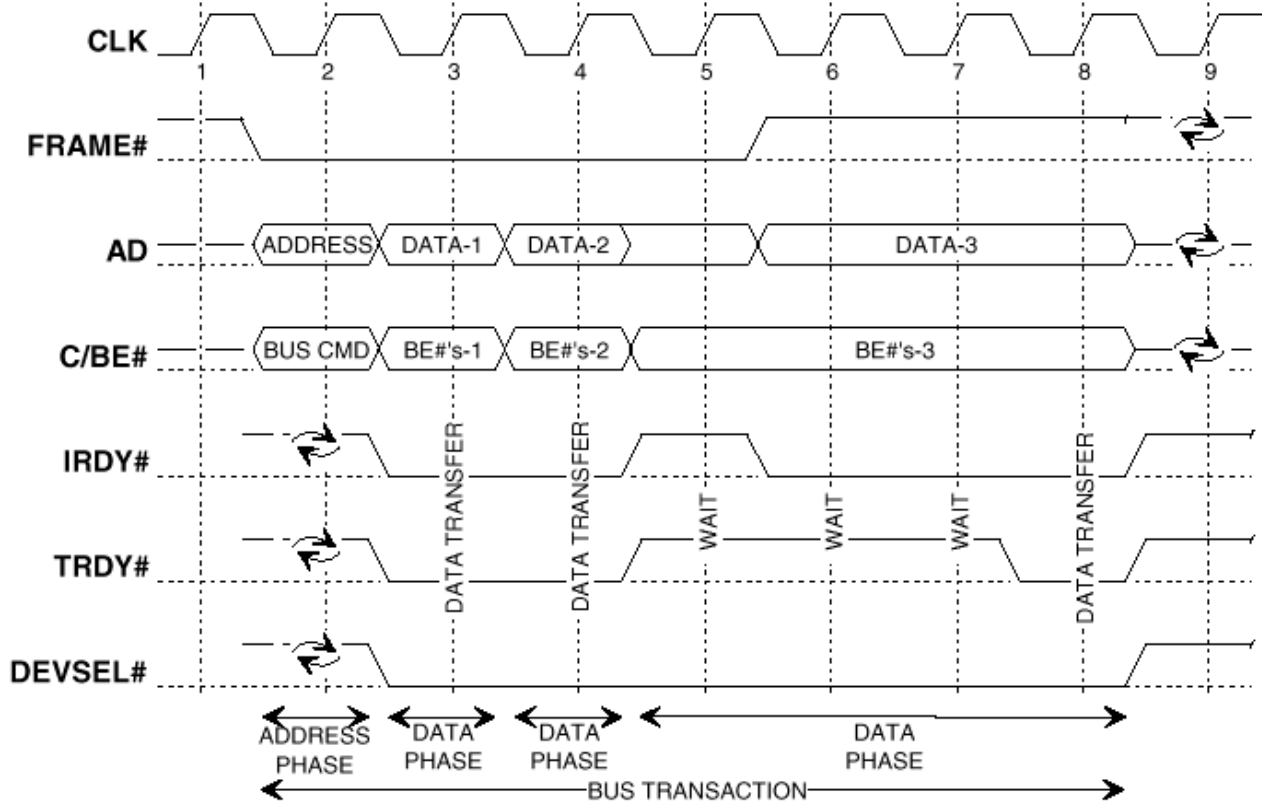 CLK
1 2 3 4 5 6 7 8 9
FRAME#
AD ADDRESS DATA-1 DATA-2 DATA-3
C/BE# BUS CMD BE#'s-1 BE#'s-2 BE#'s-3
IRDY#
TRDY#
DATA TRANSFER
DATA TRANSFER
WAIT
WAIT
WAIT
DATA TRANSFER
DEVSEL#
ADDRESS
PHASE
DATA
PHASE
DATA
PHASE
DATA
PHASE
BUS TRANSACTION